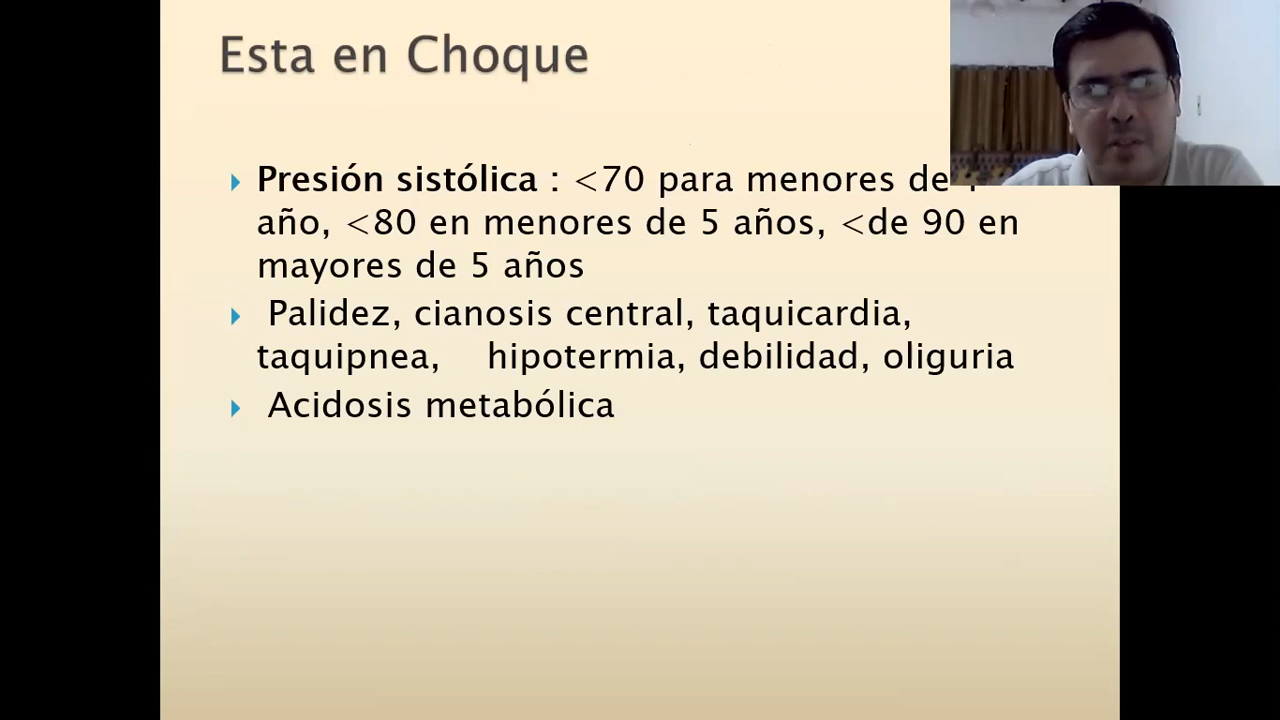 Esta en Choque
Presión sistólica : <70 para menores de
año, <80 en menores de 5 años, <de 90 en
mayores de 5 años
Palidez, cianosis central, taquicardia,
taquipnea, hipotermia, debilidad, oliguria
Acidosis metabólica